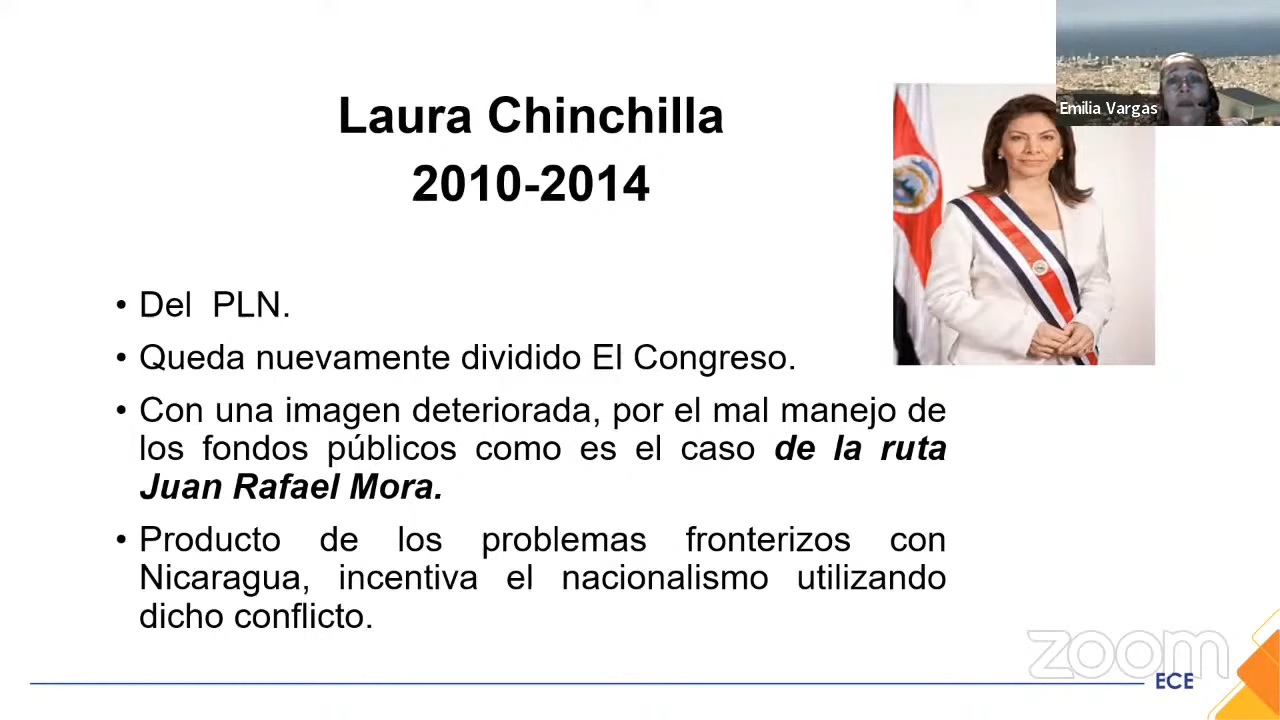 Emilia Vargas
Laura Chinchilla
2010-2014
• Del  PLN.
• Queda nuevamente dividido El Congreso.
• Con una imagen deteriorada, por el mal manejo de
los fondos públicos como es el caso de la ruta
Juan Rafael Mora.
• Producto de los problemas fronterizos con
Nicaragua, incentiva el nacionalismo utilizando
dicho conflicto.
zoom
ECE